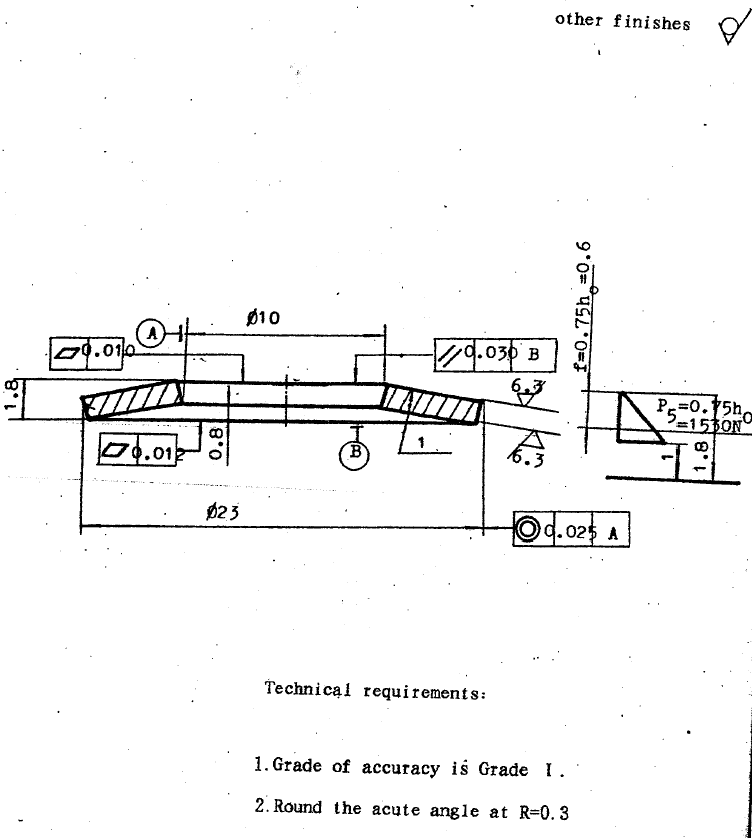 other finishes
f=0.75h₀=0.6
A
Ø10
0.010
0.030 B
6.3
1.8
P₅=0.75h₀
=1530N
0.8
0.012
B
1
6.3
1
1.8
Ø23
0.025 A
Technical requirements:
1.Grade of accuracy is Grade I.
2.Round the acute angle at R=0.3